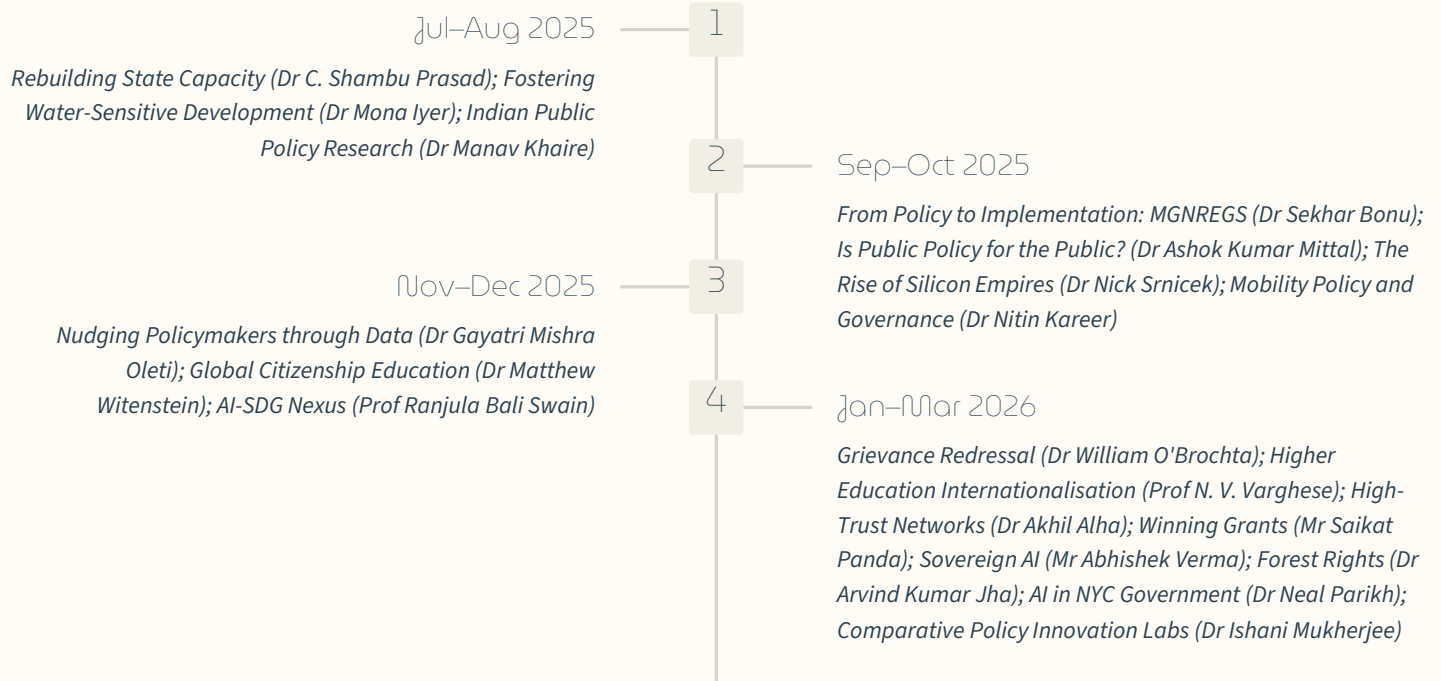 Jul–Aug 2025
1
Rebuilding State Capacity (Dr C. Shambu Prasad); Fostering
Water-Sensitive Development (Dr Mona Iyer); Indian Public
Policy Research (Dr Manav Khaire)
2
Sep–Oct 2025
From Policy to Implementation: MGNREGS (Dr Sekhar Bonu);
Is Public Policy for the Public? (Dr Ashok Kumar Mittal); The
Rise of Silicon Empires (Dr Nick Srnicek); Mobility Policy and
Governance (Dr Nitin Kareer)
Nov–Dec 2025
3
Nudging Policymakers through Data (Dr Gayatri Mishra
Oleti); Global Citizenship Education (Dr Matthew
Witenstein); AI-SDG Nexus (Prof Ranjula Bali Swain)
4
Jan–Mar 2026
Grievance Redressal (Dr William O'Brochta); Higher
Education Internationalisation (Prof N. V. Varghese); High-
Trust Networks (Dr Akhil Alha); Winning Grants (Mr Saikat
Panda); Sovereign AI (Mr Abhishek Verma); Forest Rights (Dr
Arvind Kumar Jha); AI in NYC Government (Dr Neal Parikh);
Comparative Policy Innovation Labs (Dr Ishani Mukherjee)